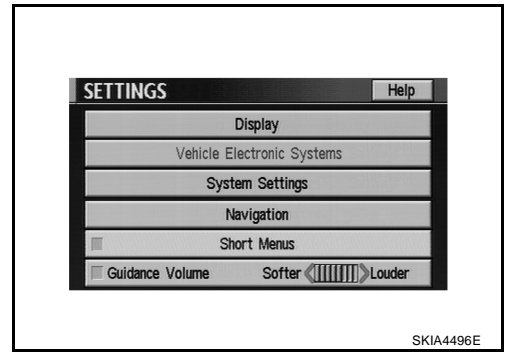 SETTINGS Help
Display
Vehicle Electronic Systems
System Settings
Navigation
Short Menus
Guidance Volume Softer Louder
SKIA4496E